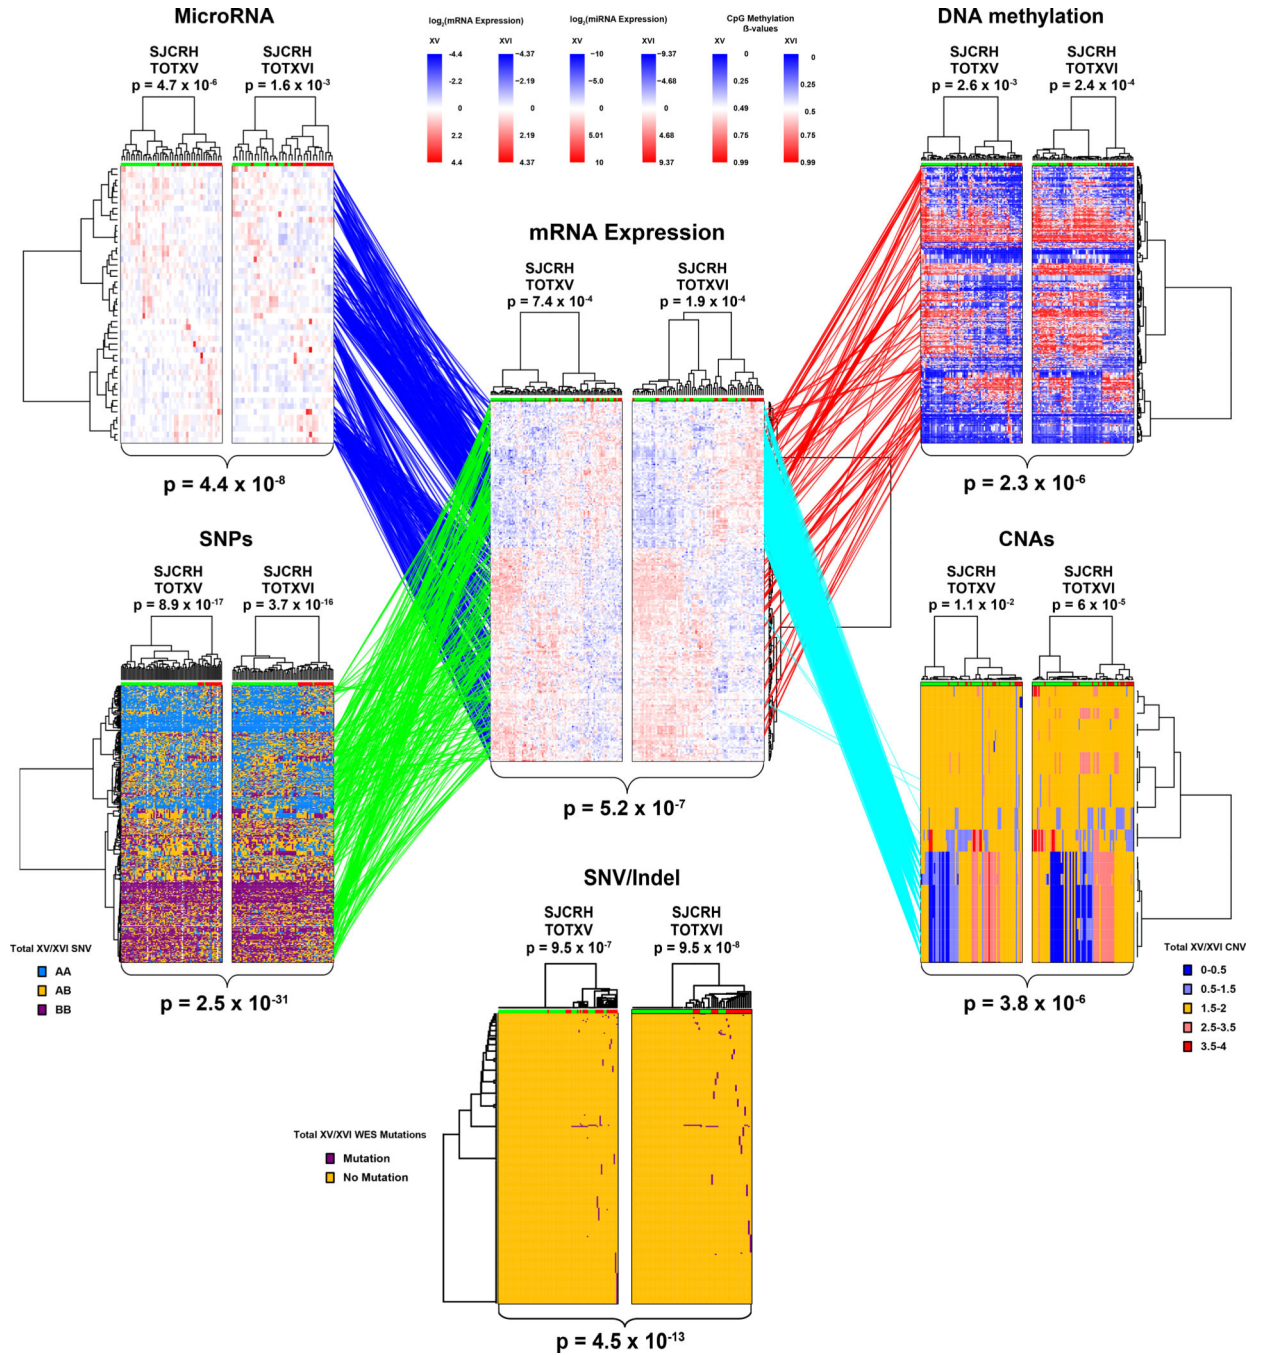 MicroRNA
SJCRH
TOTXV
p = 4.7 x 10-6
SJCRH
TOTXVI
p = 1.6 x 10-3
p = 4.4 x 10-8
log2(mRNA Expression)
XV
XVI
-4.4
-2.2
0
2.2
4.4
−4.37
−2.19
0
2.19
4.37
log2(miRNA Expression)
XV
XVI
−10
−5.0
0
5.01
10
−9.37
−4.68
0
4.68
9.37
CpG Methylation
ß-values
XV
XVI
0
0.25
0.49
0.75
0.99
0
0.25
0.5
0.75
0.99
DNA methylation
SJCRH
TOTXV
p = 2.6 x 10-3
SJCRH
TOTXVI
p = 2.4 x 10-4
p = 2.3 x 10-6
mRNA Expression
SJCRH
TOTXV
p = 7.4 x 10-4
SJCRH
TOTXVI
p = 1.9 x 10-4
p = 5.2 x 10-7
SNPs
SJCRH
TOTXV
p = 8.9 x 10-17
SJCRH
TOTXVI
p = 3.7 x 10-16
Total XV/XVI SNV
AA
AB
BB
p = 2.5 x 10-31
CNAs
SJCRH
TOTXV
p = 1.1 x 10-2
SJCRH
TOTXVI
p = 6 x 10-5
Total XV/XVI CNV
0-0.5
0.5-1.5
1.5-2
2.5-3.5
3.5-4
p = 3.8 x 10-6
SNV/Indel
SJCRH
TOTXV
p = 9.5 x 10-7
SJCRH
TOTXVI
p = 9.5 x 10-8
Total XV/XVI WES Mutations
Mutation
No Mutation
p = 4.5 x 10-13